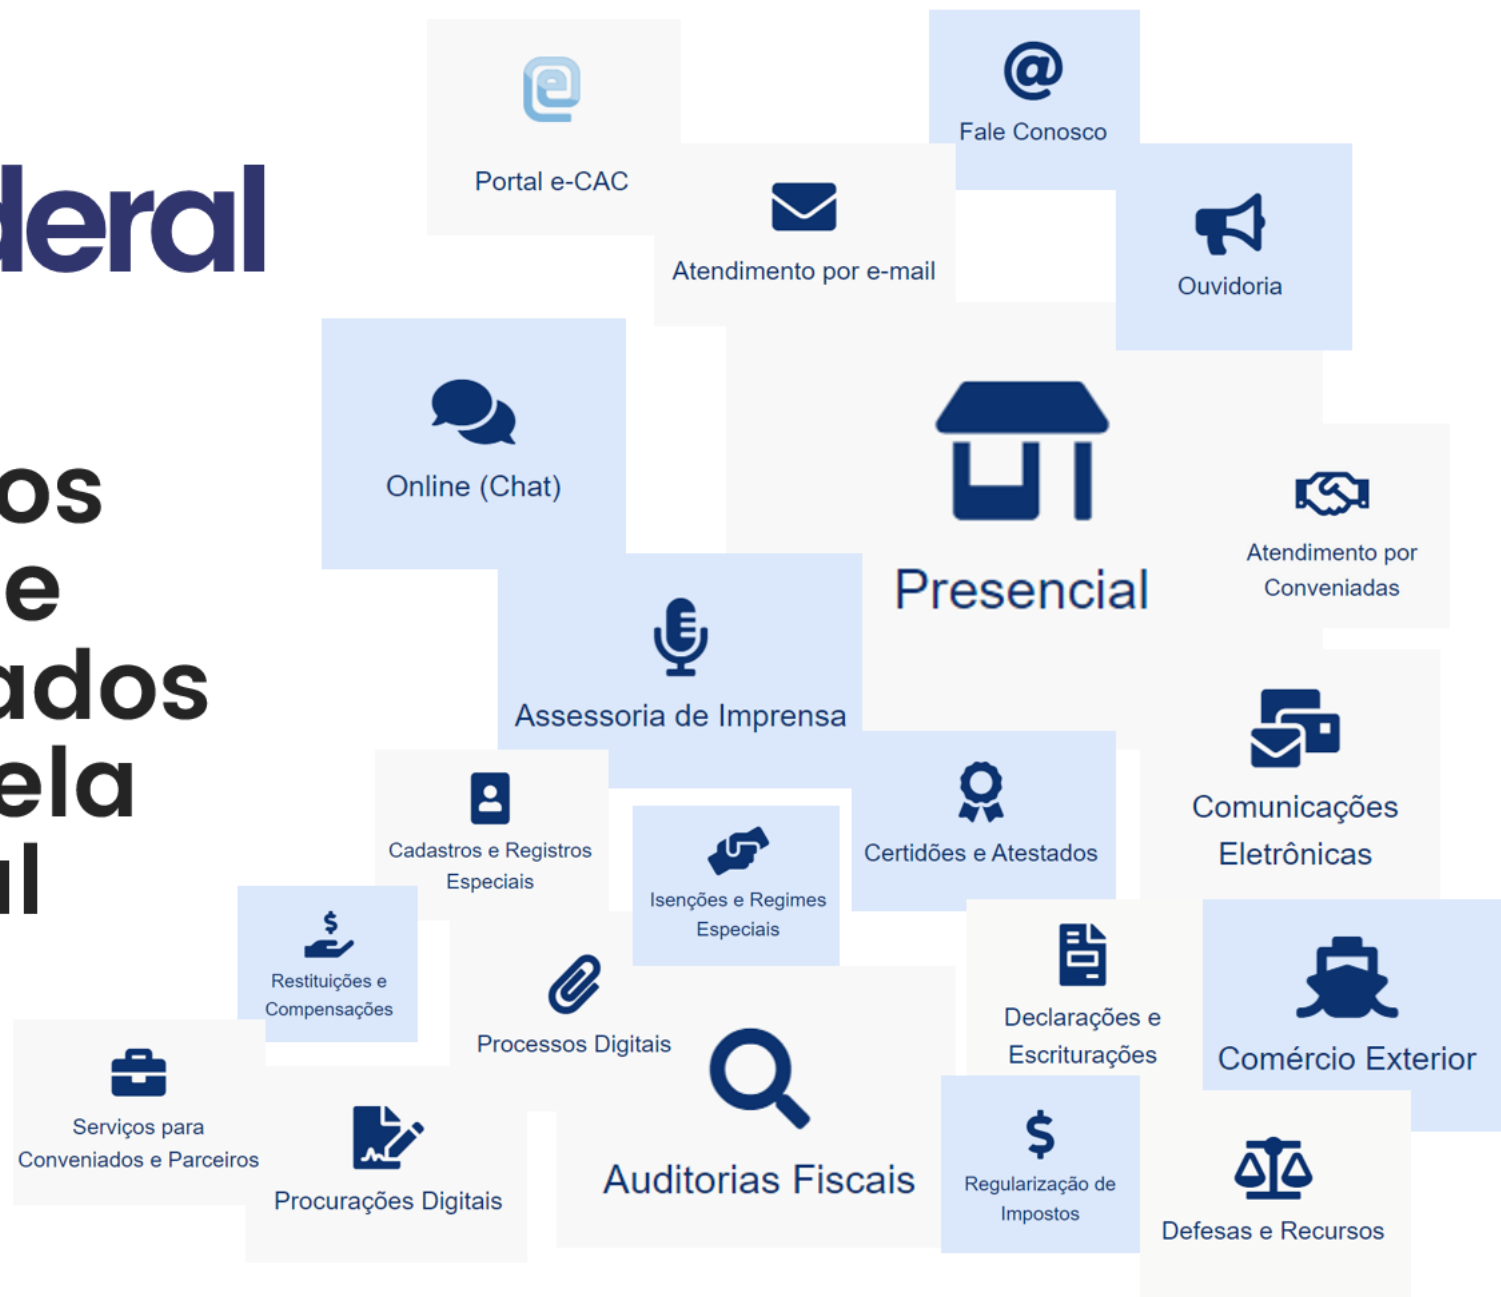 deral
os
e
ados
ela
al
Portal e-CAC
Fale Conosco
Atendimento por e-mail
Ouvidoria
Online (Chat)
Presencial
Atendimento por
Conveniadas
Assessoria de Imprensa
Comunicações
Eletrônicas
Cadastros e Registros
Especiais
Isenções e Regimes
Especiais
Certidões e Atestados
Restituições e
Compensações
Processos Digitais
Declarações e
Escriturações
Comércio Exterior
Serviços para
Conveniados e Parceiros
Procurações Digitais
Auditorias Fiscais
Regularização de
Impostos
Defesas e Recursos